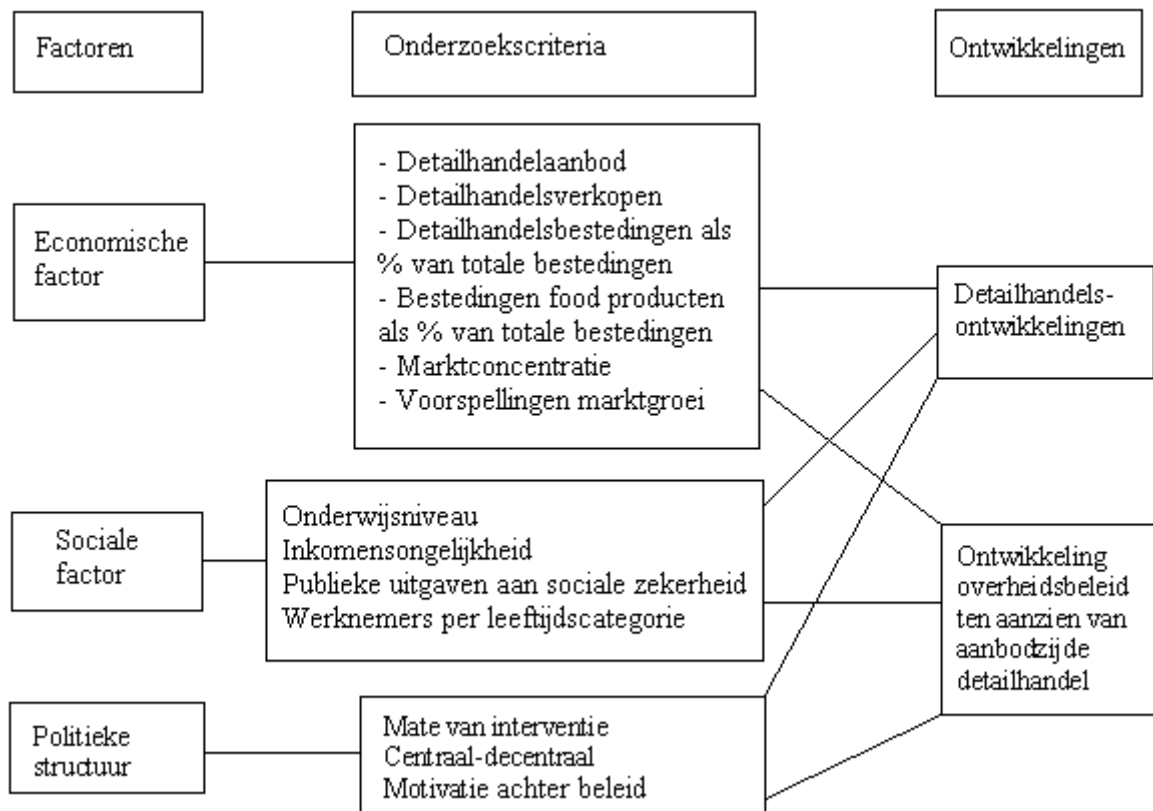 Factoren
Onderzoekscriteria
Ontwikkelingen
Economische
factor
- Detailhandelaanbod
- Detailhandelsverkopen
- Detailhandelsbestedingen als
% van totale bestedingen
- Bestedingen food producten
als % van totale bestedingen
- Marktconcentratie
- Voorspellingen marktgroei
Detailhandels-
ontwikkelingen
Sociale
factor
Onderwijsniveau
Inkomensongelijkheid
Publieke uitgaven aan sociale zekerheid
Werknemers per leeftijdscategorie
Ontwikkeling
overheidsbeleid
ten aanzien van
aanbodzijde
detailhandel
Politieke
structuur
Mate van interventie
Centraal-decentraal
Motivatie achter beleid